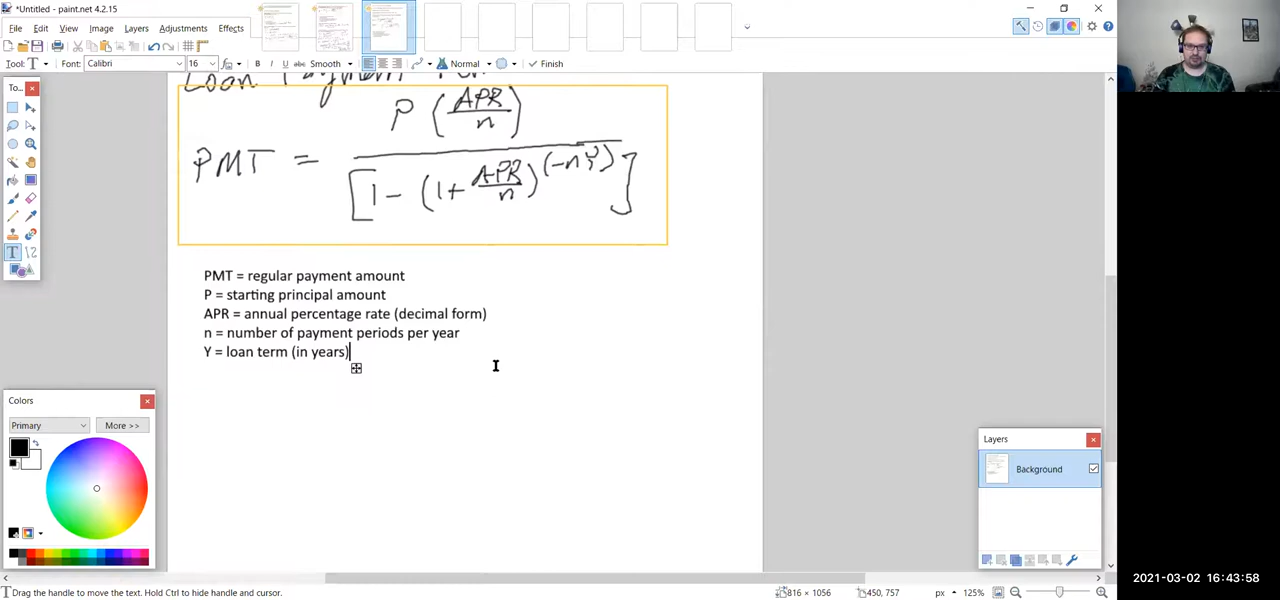 *Untitled - paint.net 4.2.15
File Edit View Image Layers Adjustments Effects
Tool: T Font: Calibri 16 B I U S Smooth Normal Finish
To...
Loan Payment
P (APR/n)
PMT =
[1 - (1 + APR/n)^(-nY)]
PMT = regular payment amount
P = starting principal amount
APR = annual percentage rate (decimal form)
n = number of payment periods per year
Y = loan term (in years)
Colors
Primary More >>
Layers
Background
Drag the handle to move the text. Hold Ctrl to hide handle and cursor.
816 x 1056 450, 757 px 125%
2021-03-02 16:43:58